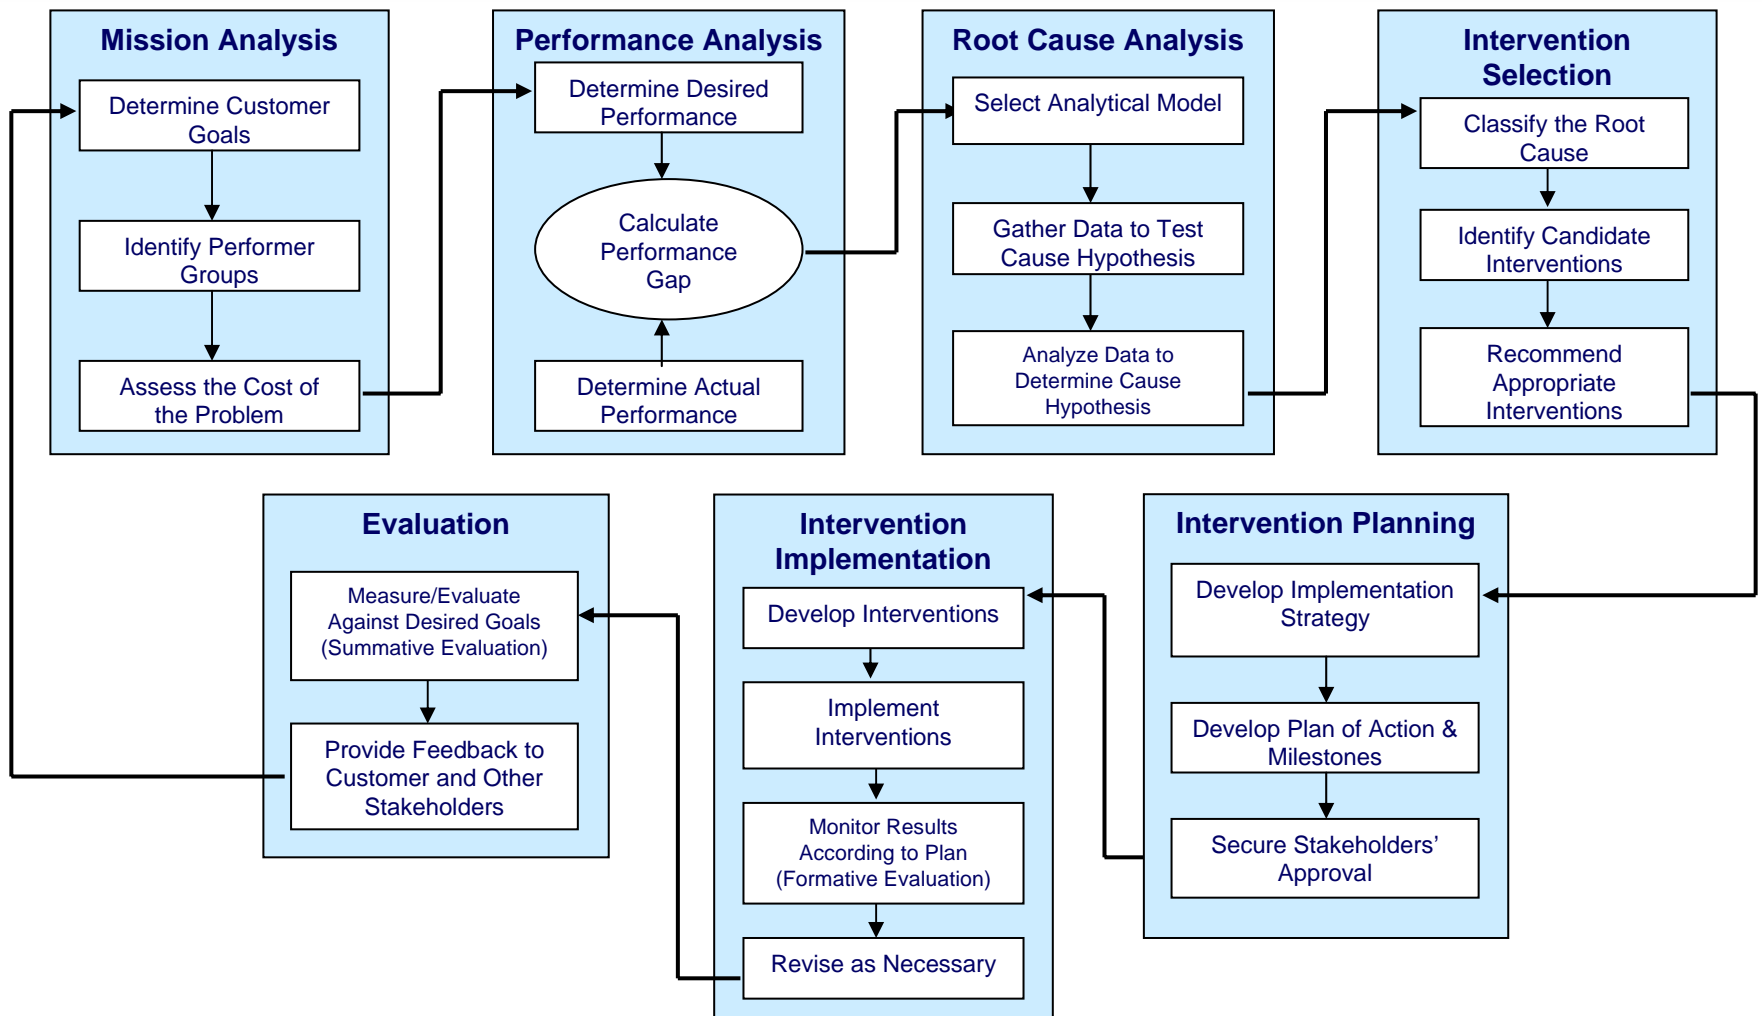 Mission Analysis
Determine Customer
Goals
Identify Performer
Groups
Assess the Cost of
the Problem
Performance Analysis
Determine Desired
Performance
Calculate
Performance
Gap
Determine Actual
Performance
Root Cause Analysis
Select Analytical Model
Gather Data to Test
Cause Hypothesis
Analyze Data to
Determine Cause
Hypothesis
Intervention
Selection
Classify the Root
Cause
Identify Candidate
Interventions
Recommend
Appropriate
Interventions
Intervention Planning
Develop Implementation
Strategy
Develop Plan of Action &
Milestones
Secure Stakeholders’
Approval
Intervention
Implementation
Develop Interventions
Implement
Interventions
Monitor Results
According to Plan
(Formative Evaluation)
Revise as Necessary
Evaluation
Measure/Evaluate
Against Desired Goals
(Summative Evaluation)
Provide Feedback to
Customer and Other
Stakeholders